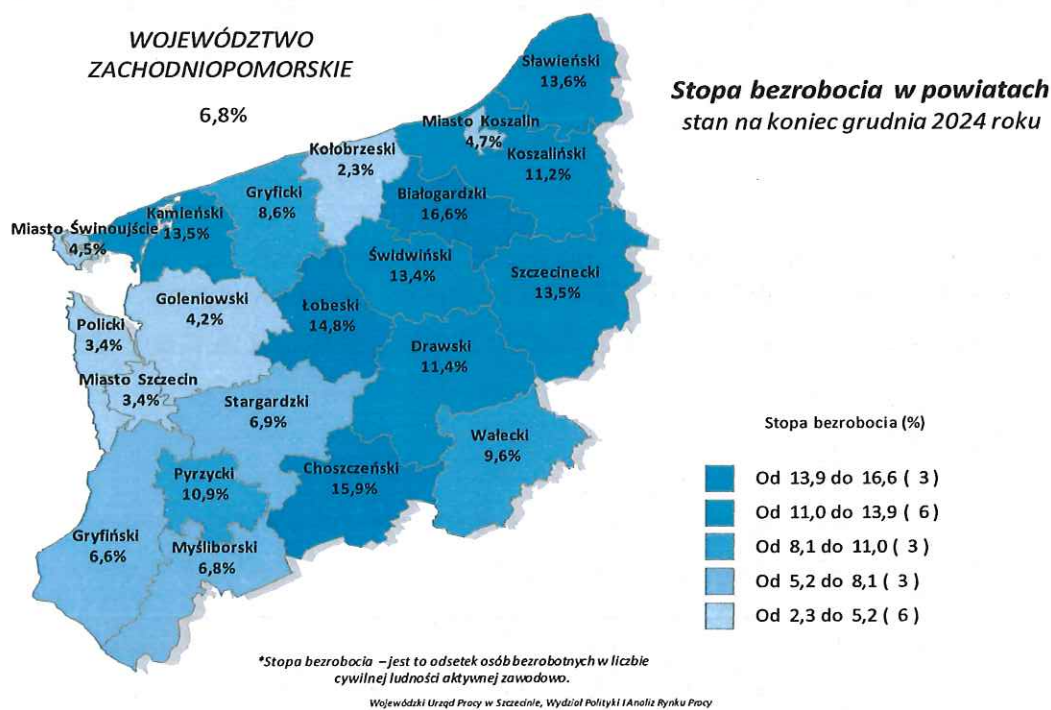 WOJEWÓDZTWO
ZACHODNIOPOMORSKIE
6,8%
Stopa bezrobocia w powiatach
stan na koniec grudnia 2024 roku
Sławieński
13,6%
Miasto Koszalin
4,7%
Koszaliński
11,2%
Kołobrzeski
2,3%
Białogardzki
16,6%
Gryficki
8,6%
Kamieński
13,5%
Miasto Świnoujście
4,5%
Świdwiński
13,4%
Szczecinecki
13,5%
Goleniowski
4,2%
Łobeski
14,8%
Policki
3,4%
Drawski
11,4%
Miasto Szczecin
3,4%
Stargardzki
6,9%
Wałecki
9,6%
Pyrzycki
10,9%
Choszczeński
15,9%
Gryfiński
6,6%
Myśliborski
6,8%
Stopa bezrobocia (%)
Od 13,9 do 16,6 ( 3)
Od 11,0 do 13,9 ( 6)
Od 8,1 do 11,0 ( 3)
Od 5,2 do 8,1 ( 3)
Od 2,3 do 5,2 ( 6)
*Stopa bezrobocia – jest to odsetek osób bezrobotnych w liczbie
cywilnej ludności aktywnej zawodowo.
Wojewódzki Urząd Pracy w Szczecinie, Wydział Polityki i Analiz Rynku Pracy